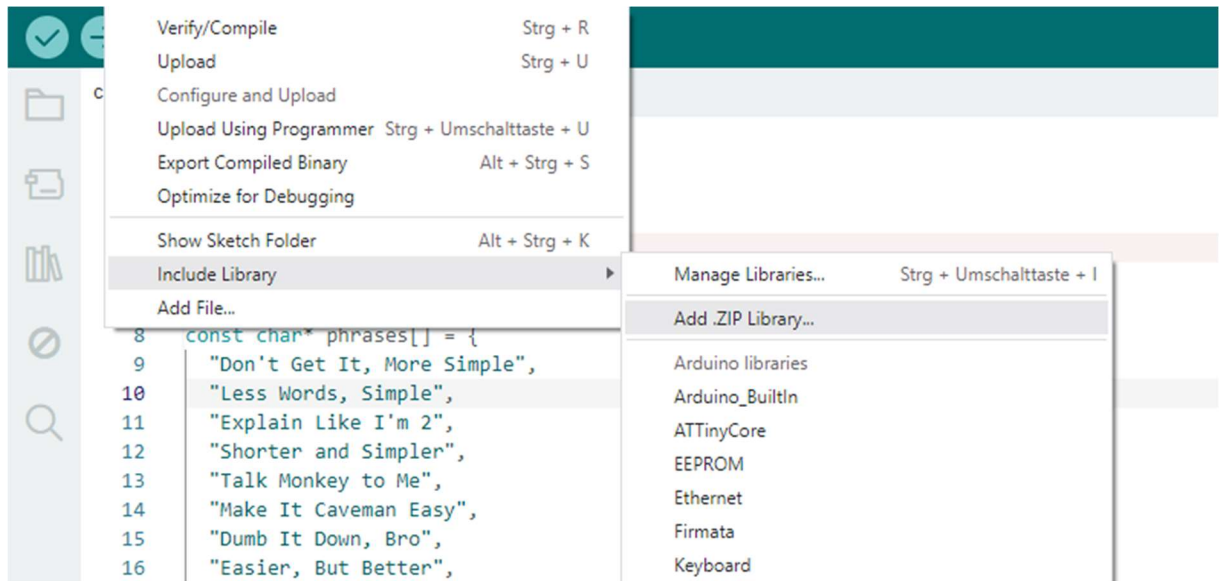 Verify/Compile Strg + R
Upload Strg + U
c
Configure and Upload
Upload Using Programmer Strg + Umschalttaste + U
Export Compiled Binary Alt + Strg + S
Optimize for Debugging
Show Sketch Folder Alt + Strg + K
Include Library
Add File...
Manage Libraries... Strg + Umschalttaste + I
Add .ZIP Library...
Arduino libraries
Arduino_BuiltIn
ATTinyCore
EEPROM
Ethernet
Firmata
Keyboard
8 const char* phrases[] = {
9 "Don't Get It, More Simple",
10 "Less Words, Simple",
11 "Explain Like I'm 2",
12 "Shorter and Simpler",
13 "Talk Monkey to Me",
14 "Make It Caveman Easy",
15 "Dumb It Down, Bro",
16 "Easier, But Better",